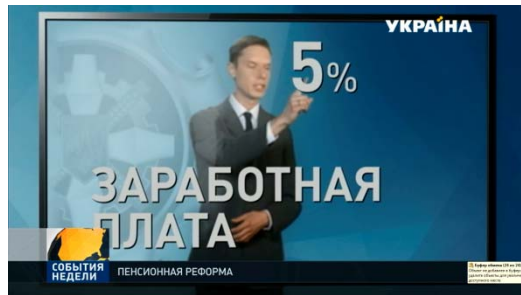 УКРАЇНА
5%
ЗАРАБОТНАЯ
ПЛАТА
СОБЫТИЯ
НЕДЕЛИ
ПЕНСИОННАЯ РЕФОРМА